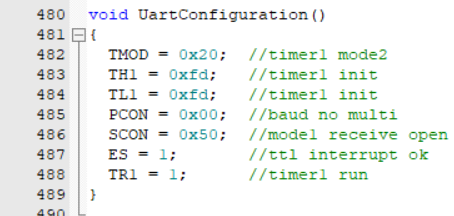 480 void UartConfiguration()
481 {
482 TMOD = 0x20; //timer1 mode2
483 TH1 = 0xfd; //timer1 init
484 TL1 = 0xfd; //timer1 init
485 PCON = 0x00; //baud no multi
486 SCON = 0x50; //mode1 receive open
487 ES = 1; //ttl interrupt ok
488 TR1 = 1; //timer1 run
489 }
490